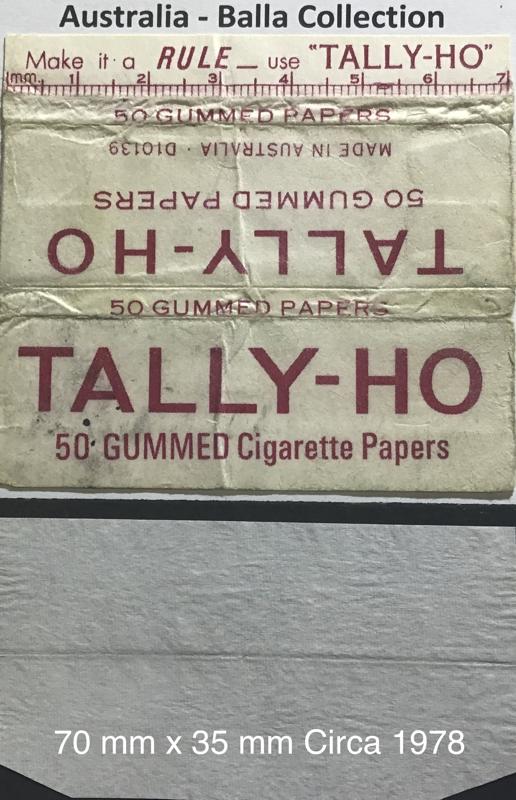 Australia - Balla Collection
Make it a RULE — use "TALLY-HO"
mm. 1 2 3 4 5 6 7
50 GUMMED PAPERS
MADE IN AUSTRALIA · D10139
50 GUMMED PAPERS
TALLY-HO
50 GUMMED PAPERS
TALLY-HO
50 GUMMED Cigarette Papers
70 mm x 35 mm Circa 1978